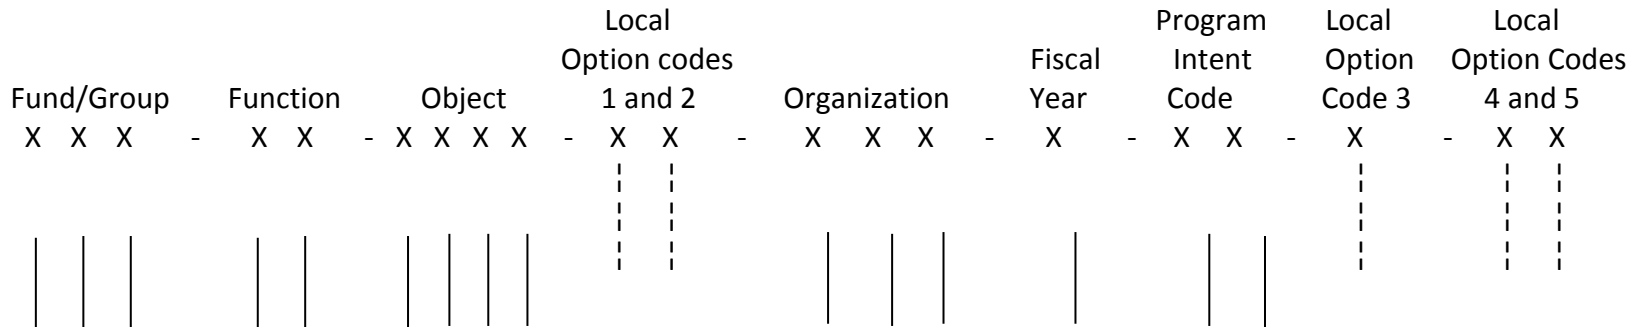 Local Program Local Local
Option codes Fiscal Intent Option Option Codes
Fund/Group Function Object 1 and 2 Organization Year Code Code 3 4 and 5
X X X - X X - X X X X - X X - X X X - X - X X - X - X X